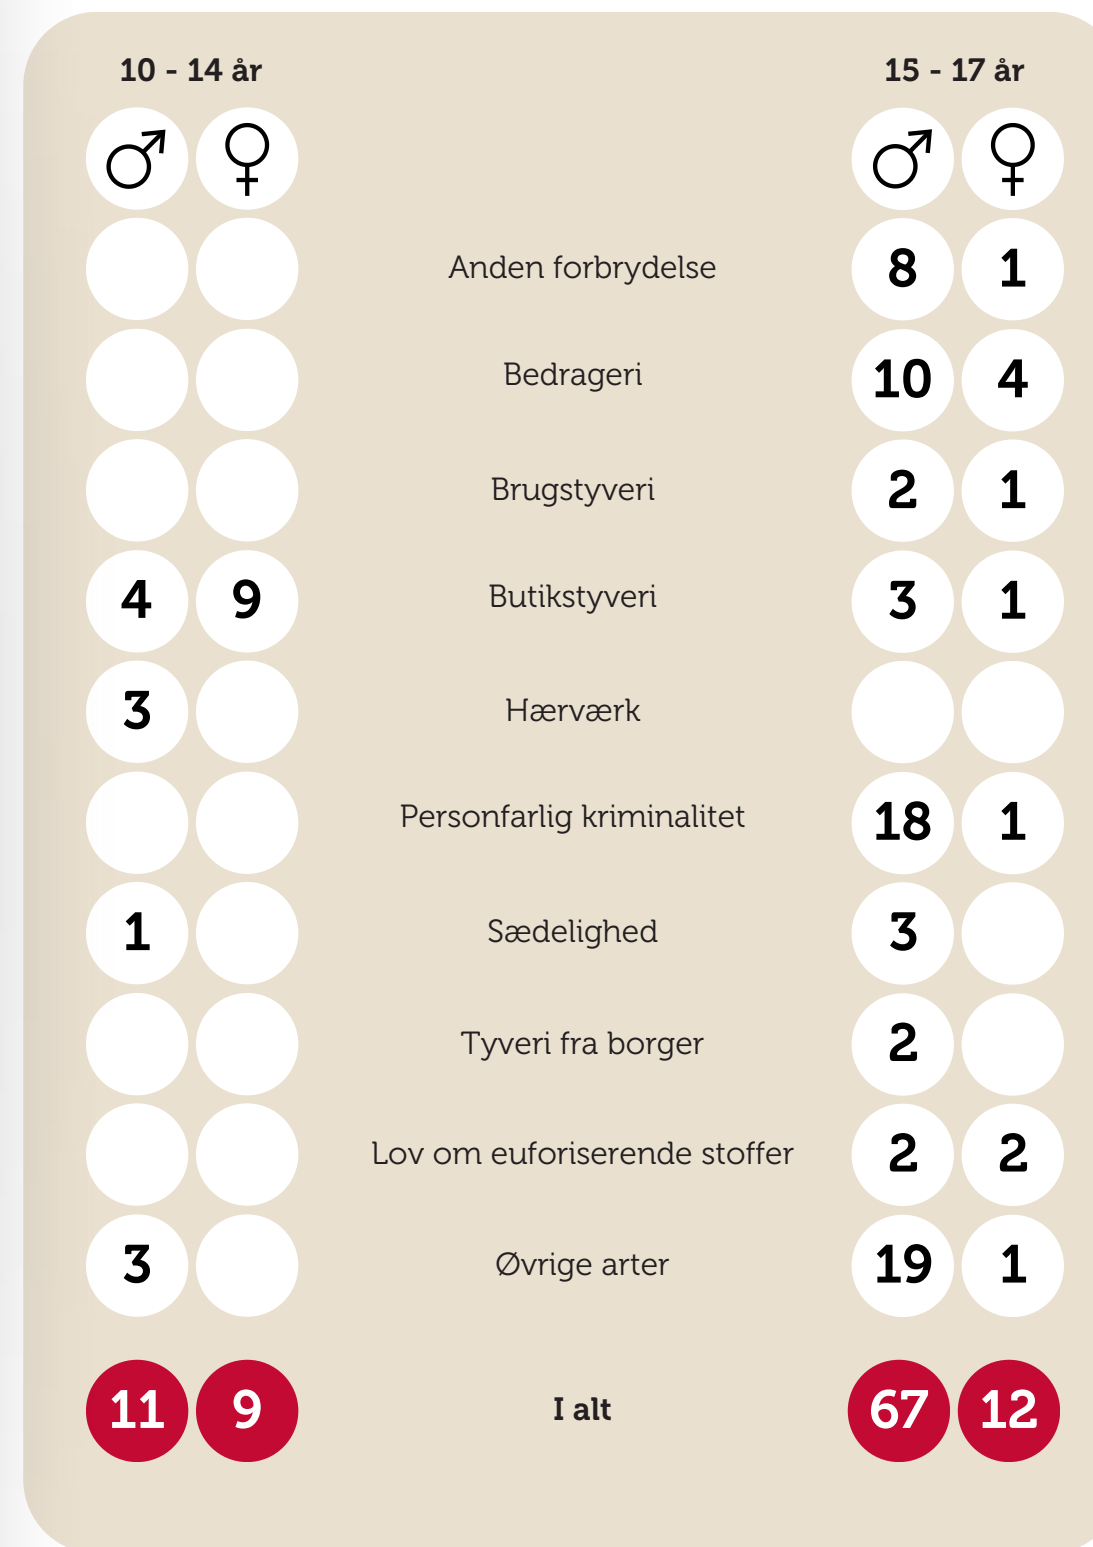 10 - 14 år 15 - 17 år
♂ ♀ ♂ ♀
Anden forbrydelse 8 1
Bedrageri 10 4
Brugstyveri 2 1
4 9 Butikstyveri 3 1
3 Hærværk
Personfarlig kriminalitet 18 1
1 Sædelighed 3
Tyveri fra borger 2
Lov om euforiserende stoffer 2 2
3 Øvrige arter 19 1
11 9 I alt 67 12